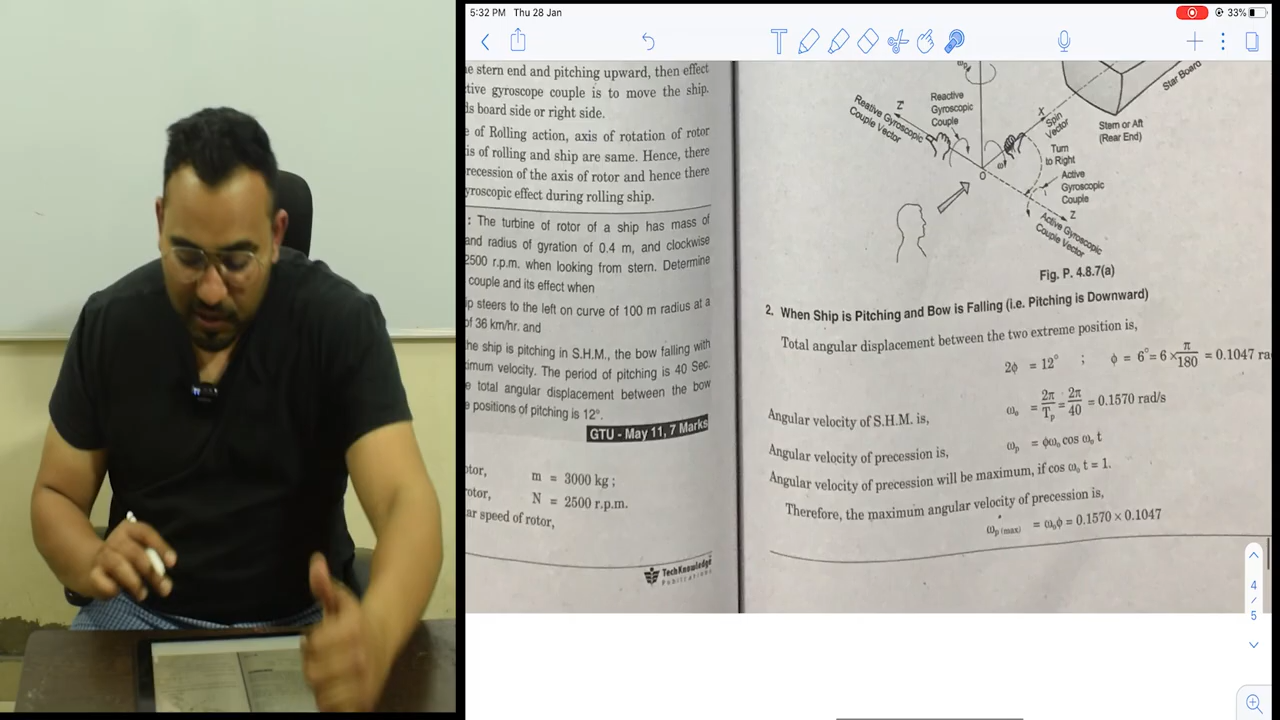 5:32 PM Thu 28 Jan
33%
T
e stern end and pitching upward, then effect
tive gyroscope couple is to move the ship.
ls board side or right side.
e of Rolling action, axis of rotation of rotor
is of rolling and ship are same. Hence, there
recession of the axis of rotor and hence there
yroscopic effect during rolling ship.
: The turbine of rotor of a ship has mass of
and radius of gyration of 0.4 m, and clockwise
2500 r.p.m. when looking from stern. Determine
couple and its effect when
ip steers to the left on curve of 100 m radius at a
of 36 km/hr. and
he ship is pitching in S.H.M., the bow falling with
imum velocity. The period of pitching is 40 Sec.
e total angular displacement between the bow
e positions of pitching is 12°.
GTU - May 11, 7 Marks
otor, m = 3000 kg ;
rotor, N = 2500 r.p.m.
ar speed of rotor,
TechKnowledge
Publications
Star Board
Z'
Reactive
Gyroscopic
Couple
Reative Gyroscopic
Couple Vector
X
Spin
Vector
Stem or Aft
(Rear End)
Turn
to Right
ω
O
Active
Gyroscopic
Couple
Z
Active Gyroscopic
Couple Vector
Fig. P. 4.8.7(a)
2. When Ship is Pitching and Bow is Falling (i.e. Pitching is Downward)
Total angular displacement between the two extreme position is,
2ϕ = 12° ; ϕ = 6° = 6 × π/180 = 0.1047 ra
Angular velocity of S.H.M. is, ω₀ = 2π/Tₚ = 2π/40 = 0.1570 rad/s
Angular velocity of precession is, ωₚ = ϕω₀ cos ω₀ t
Angular velocity of precession will be maximum, if cos ω₀ t = 1.
Therefore, the maximum angular velocity of precession is,
ωₚ₍max₎ = ω₀ϕ = 0.1570 × 0.1047
4
/
5